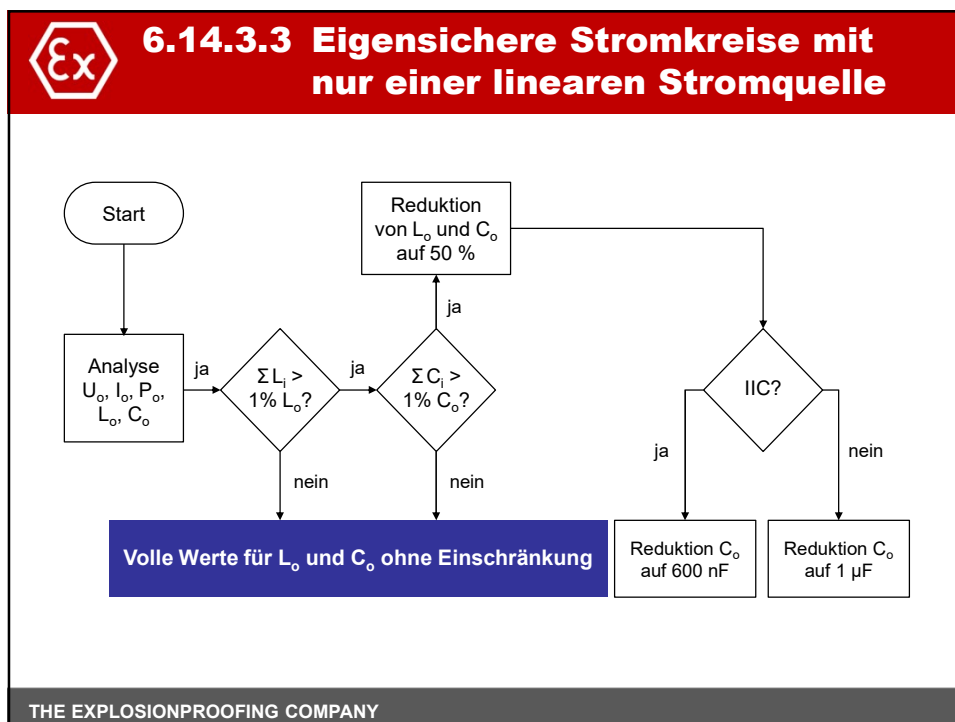 Ex
6.14.3.3 Eigensichere Stromkreise mit
nur einer linearen Stromquelle
Start
Reduktion
von Lₒ und Cₒ
auf 50 %
ja
Analyse
Uₒ, Iₒ, Pₒ,
Lₒ, Cₒ
ja
Σ Lᵢ >
1% Lₒ?
ja
Σ Cᵢ >
1% Cₒ?
IIC?
ja
nein
nein
nein
Volle Werte für Lₒ und Cₒ ohne Einschränkung
Reduktion Cₒ
auf 600 nF
Reduktion Cₒ
auf 1 µF
THE EXPLOSIONPROOFING COMPANY